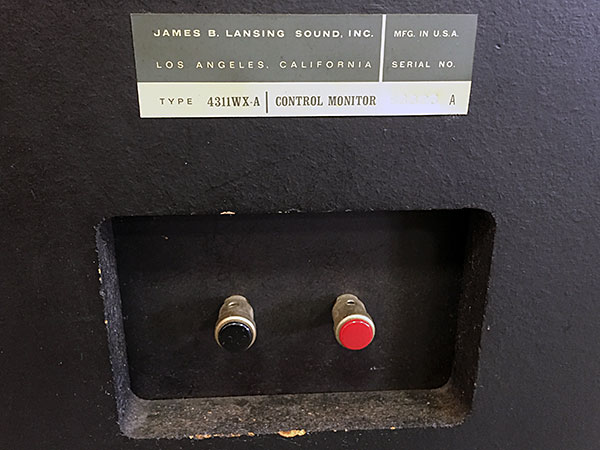 JAMES B. LANSING SOUND, INC. MFG. IN U.S.A.
LOS ANGELES, CALIFORNIA SERIAL NO.
TYPE 4311WX-A CONTROL MONITOR A